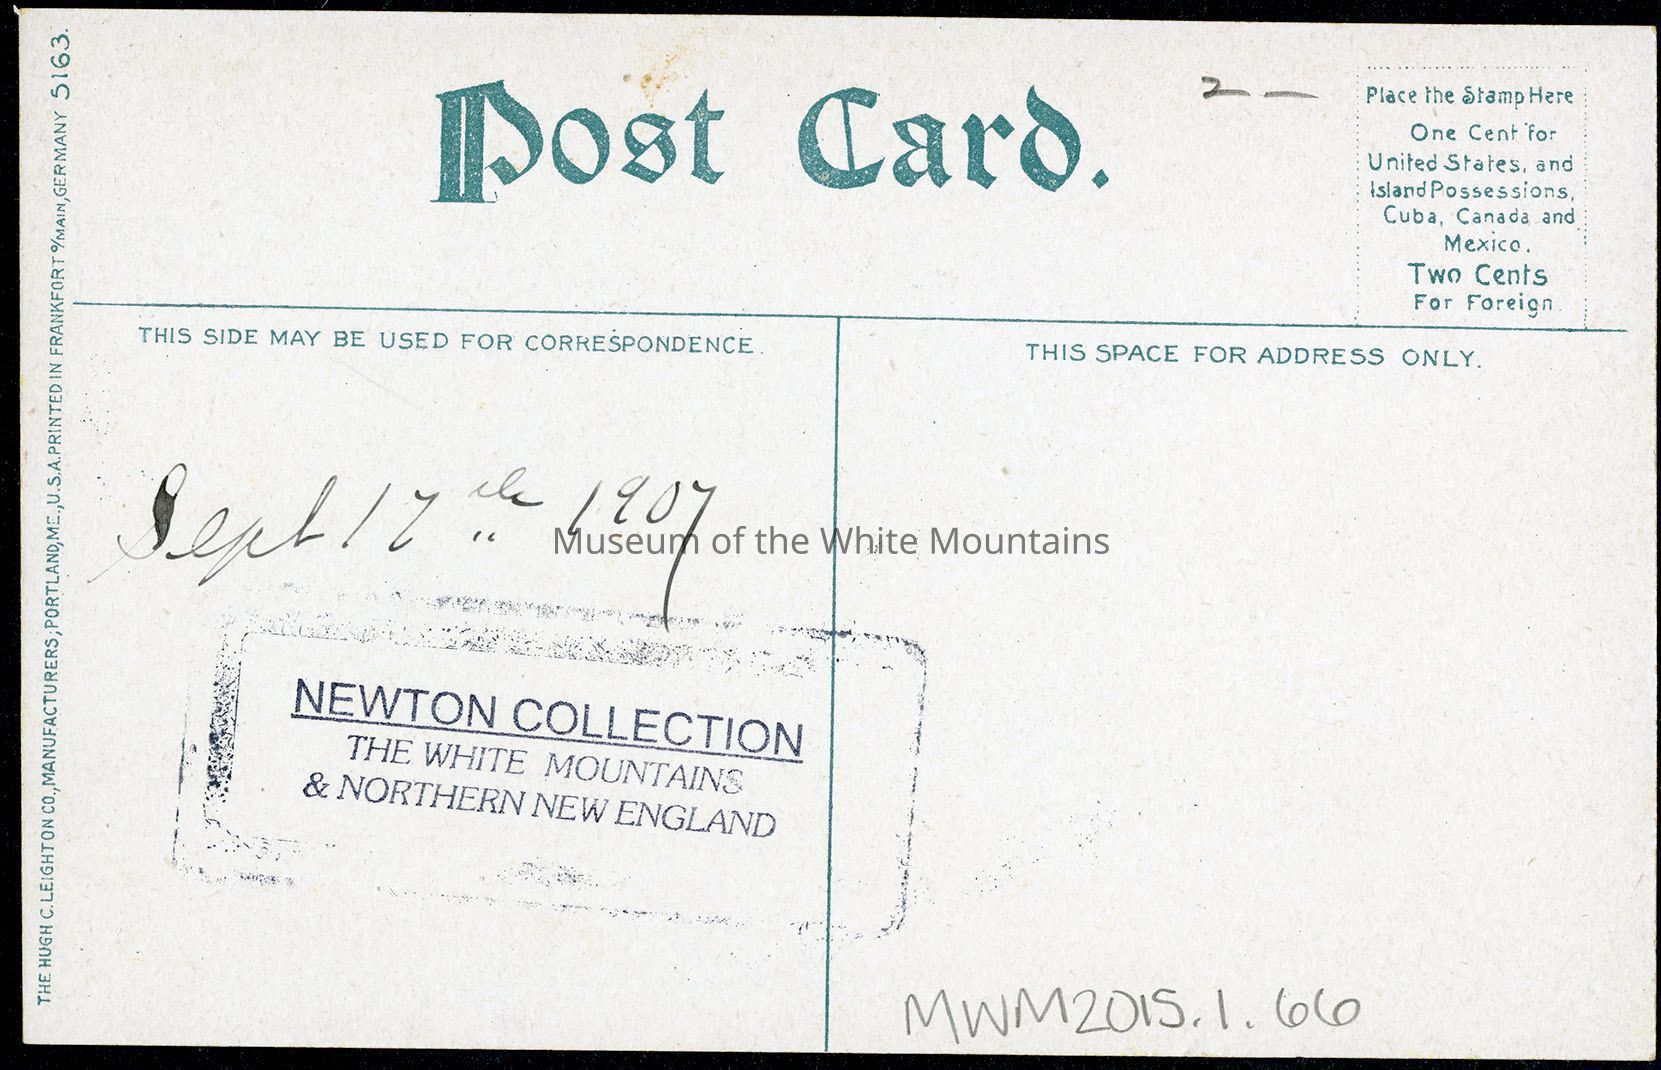 THE HUGH C. LEIGHTON CO., MANUFACTURERS, PORTLAND, ME., U.S.A. PRINTED IN FRANKFORT o/MAIN, GERMANY 5163.
Post Card.
2 —
Place the Stamp Here
One Cent for
United States, and
Island Possessions,
Cuba, Canada and
Mexico.
Two Cents
For Foreign
THIS SIDE MAY BE USED FOR CORRESPONDENCE.
THIS SPACE FOR ADDRESS ONLY.
Sept 17th 1907
Museum of the White Mountains
NEWTON COLLECTION
THE WHITE MOUNTAINS
& NORTHERN NEW ENGLAND
MWM2015.1.66